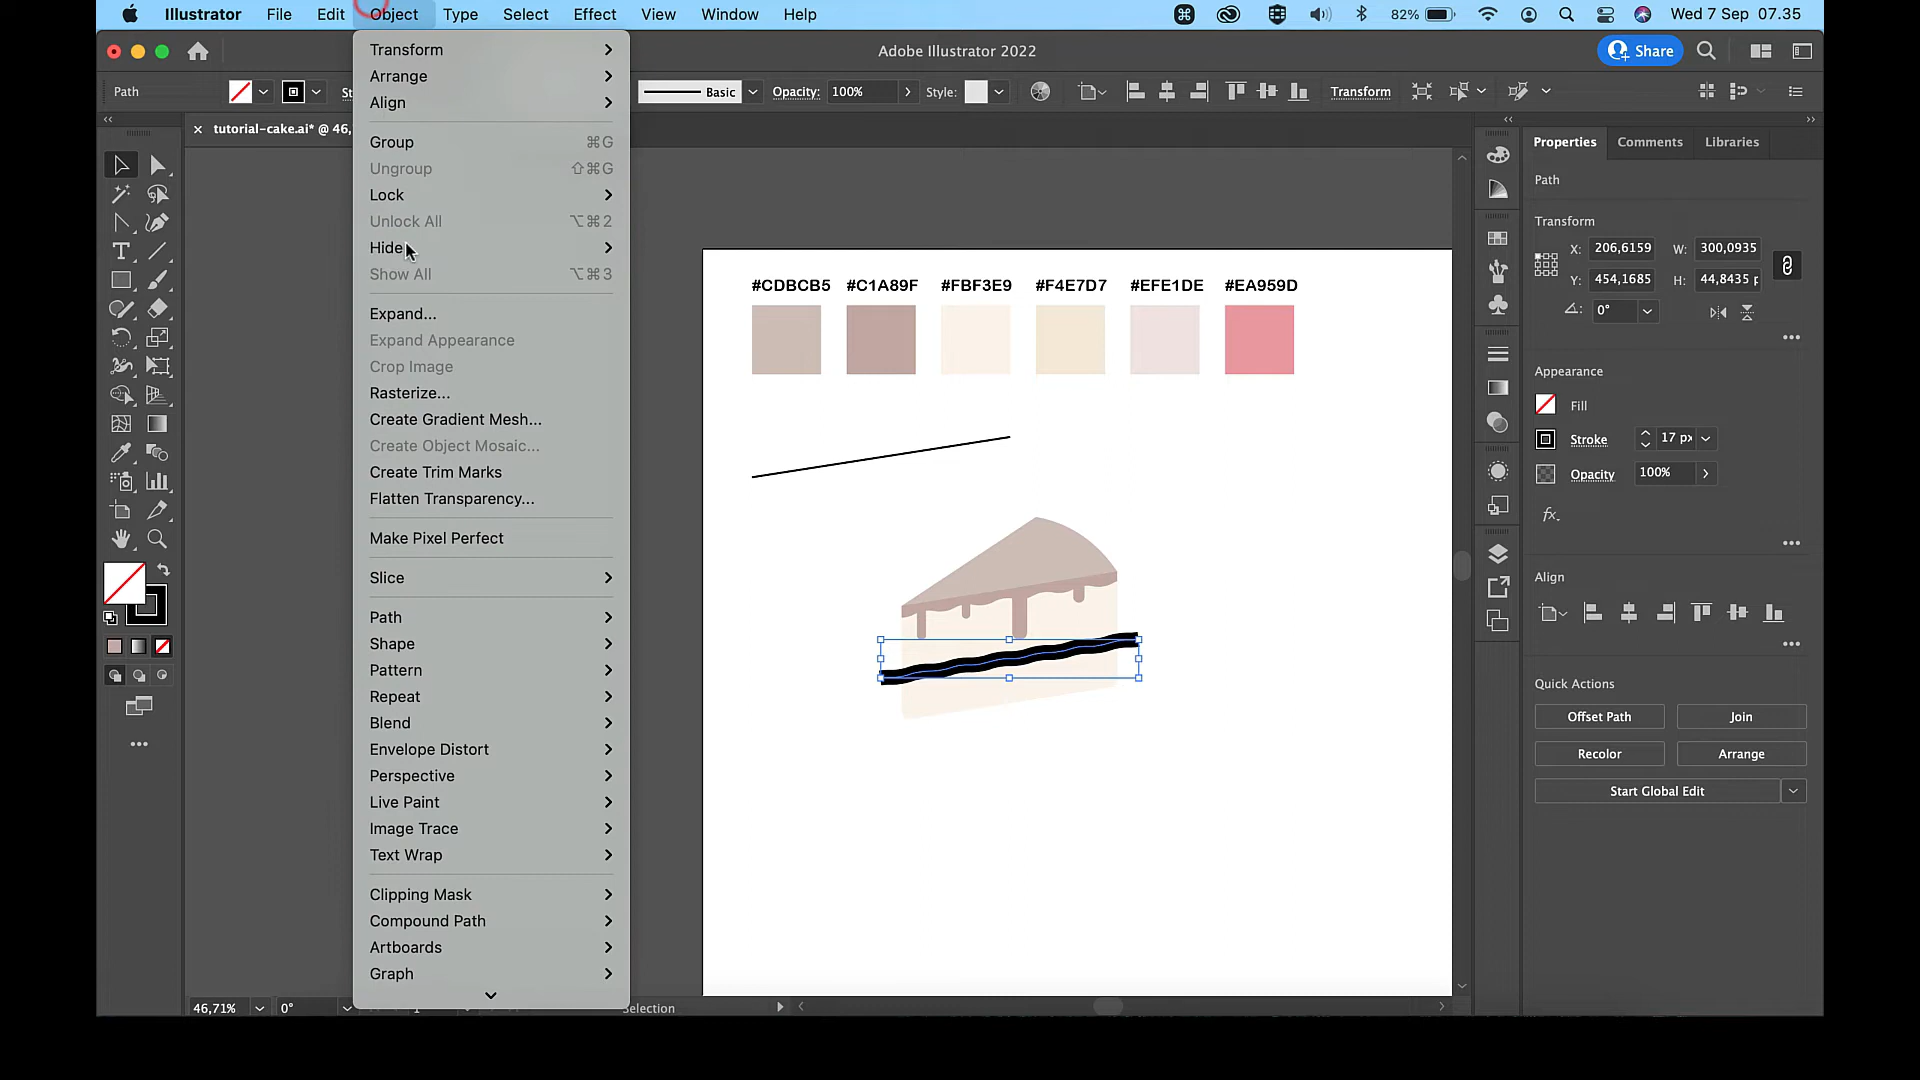 Illustrator File Edit Object Type Select Effect View Window Help 82% Wed 7 Sep 07.35
Adobe Illustrator 2022 Share
Path St Basic Opacity: 100% Style: Transform
tutorial-cake.ai* @ 46,
Transform
Arrange
Align
Group ⌘G
Ungroup ⇧⌘G
Lock
Unlock All ⌥⌘2
Hide
Show All ⌥⌘3
Expand...
Expand Appearance
Crop Image
Rasterize...
Create Gradient Mesh...
Create Object Mosaic...
Create Trim Marks
Flatten Transparency...
Make Pixel Perfect
Slice
Path
Shape
Pattern
Repeat
Blend
Envelope Distort
Perspective
Live Paint
Image Trace
Text Wrap
Clipping Mask
Compound Path
Artboards
Graph
#CDBCB5 #C1A89F #FBF3E9 #F4E7D7 #EFE1DE #EA959D
Properties Comments Libraries
Path
Transform
X: 206,6159 W: 300,0935
Y: 454,1685 H: 44,8435 p
0°
Appearance
Fill
Stroke 17 px
Opacity 100%
fx
Align
Quick Actions
Offset Path Join
Recolor Arrange
Start Global Edit
46,71% 0° Selection